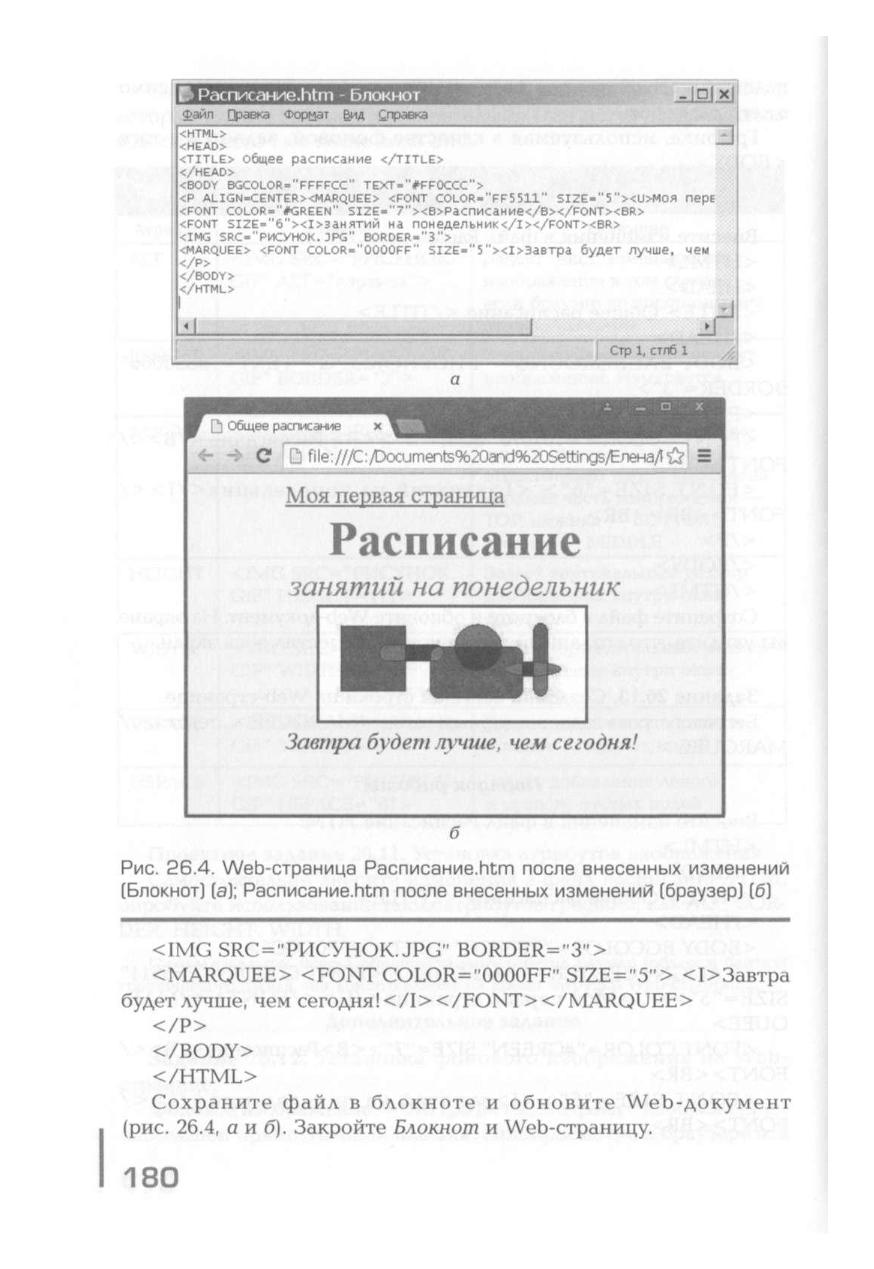 Расписание.htm - Блокнот
Файл Правка Формат Вид Справка
<HTML>
<HEAD>
<TITLE> Общее расписание </TITLE>
</HEAD>
<BODY BGCOLOR="FFFFCC" TEXT="#FF0CCC">
<P ALIGN=CENTER><MARQUEE> <FONT COLOR="FF5511" SIZE="5"><U>Моя пере
<FONT COLOR="#GREEN" SIZE="7"><B>Расписание</B></FONT><BR>
<FONT SIZE="6"><I>занятий на понедельник</I></FONT><BR>
<IMG SRC="РИСУНОК.JPG" BORDER="3">
<MARQUEE> <FONT COLOR="0000FF" SIZE="5"><I>Завтра будет лучше, чем
</P>
</BODY>
</HTML>
Стр 1, стлб 1
а
Общее расписание x
file:///C:/Documents%20and%20Settings/Елена/
Моя первая страница
Расписание
занятий на понедельник
Завтра будет лучше, чем сегодня!
б
Рис. 26.4. Web-страница Расписание.htm после внесенных изменений
(Блокнот) (а); Расписание.htm после внесенных изменений (браузер) (б)
<IMG SRC="РИСУНОК.JPG" BORDER="3">
<MARQUEE> <FONT COLOR="0000FF" SIZE="5"> <I>Завтра
будет лучше, чем сегодня!</I></FONT></MARQUEE>
</P>
</BODY>
</HTML>
Сохраните файл в блокноте и обновите Web-документ
(рис. 26.4, а и б). Закройте Блокнот и Web-страницу.
180